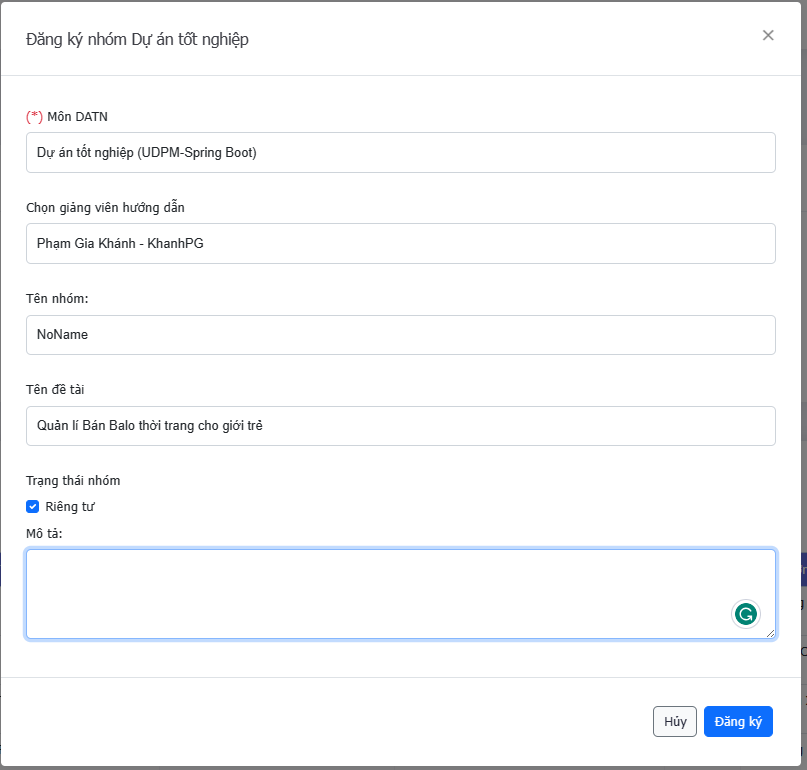 Đăng ký nhóm Dự án tốt nghiệp
(*) Môn DATN
Dự án tốt nghiệp (UDPM-Spring Boot)
Chọn giảng viên hướng dẫn
Phạm Gia Khánh - KhanhPG
Tên nhóm:
NoName
Tên đề tài
Quản lí Bán Balo thời trang cho giới trẻ
Trạng thái nhóm
Riêng tư
Mô tả:
Hủy
Đăng ký